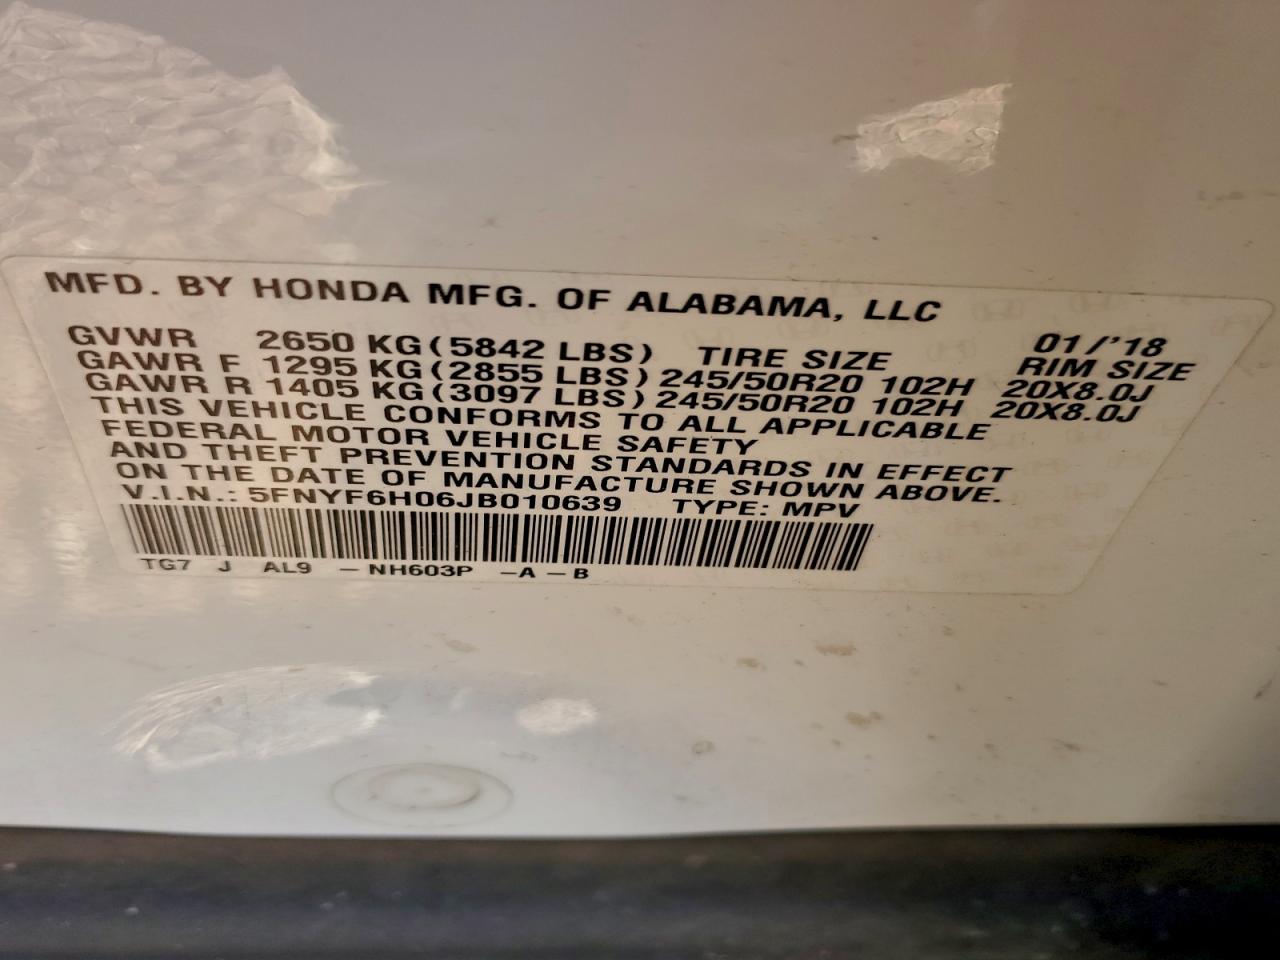 MFD. BY HONDA MFG. OF ALABAMA, LLC
01/'18
GVWR 2650 KG (5842 LBS) TIRE SIZE RIM SIZE
GAWR F 1295 KG (2855 LBS) 245/50R20 102H 20X8.0J
GAWR R 1405 KG (3097 LBS) 245/50R20 102H 20X8.0J
THIS VEHICLE CONFORMS TO ALL APPLICABLE
FEDERAL MOTOR VEHICLE SAFETY
AND THEFT PREVENTION STANDARDS IN EFFECT
ON THE DATE OF MANUFACTURE SHOWN ABOVE.
V.I.N.: 5FNYF6H06JB010639 TYPE: MPV
TG7 J AL9 - NH603P -A - B